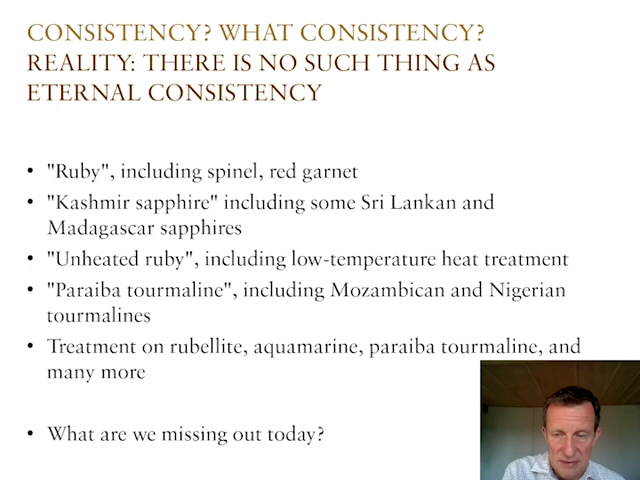 CONSISTENCY? WHAT CONSISTENCY?
REALITY: THERE IS NO SUCH THING AS
ETERNAL CONSISTENCY
• "Ruby", including spinel, red garnet
• "Kashmir sapphire" including some Sri Lankan and
Madagascar sapphires
• "Unheated ruby", including low-temperature heat treatment
• "Paraiba tourmaline", including Mozambican and Nigerian
tourmalines
• Treatment on rubellite, aquamarine, paraiba tourmaline, and
many more
• What are we missing out today?